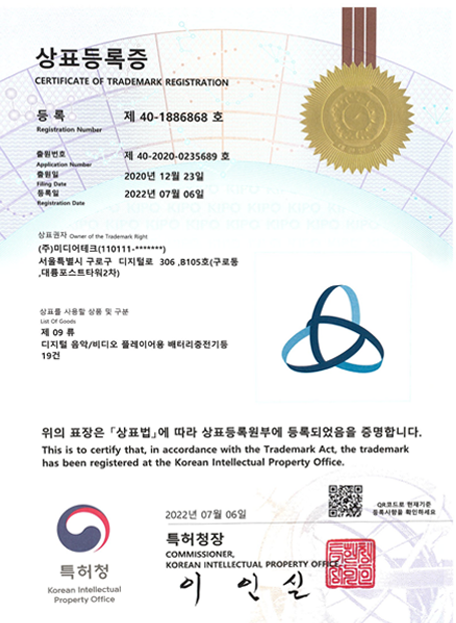 상표등록증
CERTIFICATE OF TRADEMARK REGISTRATION
등 록 제 40-1886868 호
Registration Number
출원번호 제 40-2020-0235689 호
Application Number
출원일 2020년 12월 23일
Filing Date
등록일 2022년 07월 06일
Registration Date
상표권자 Owner of the Trademark Right
(주)미디어테크(110111-*******)
서울특별시 구로구 디지털로 306 ,B105호(구로동
,대륭포스트타워2차)
상표를 사용할 상품 및 구분
List Of Goods
제 09 류
디지털 음악/비디오 플레이어용 배터리충전기등
19건
위의 표장은 「상표법」에 따라 상표등록원부에 등록되었음을 증명합니다.
This is to certify that, in accordance with the Trademark Act, the trademark
has been registered at the Korean Intellectual Property Office.
QR코드로 현재기준
등록사항을 확인하세요
2022년 07월 06일
특허청장
COMMISSIONER,
KOREAN INTELLECTUAL PROPERTY OFFICE
이 인 실
특허청
Korean Intellectual
Property Office